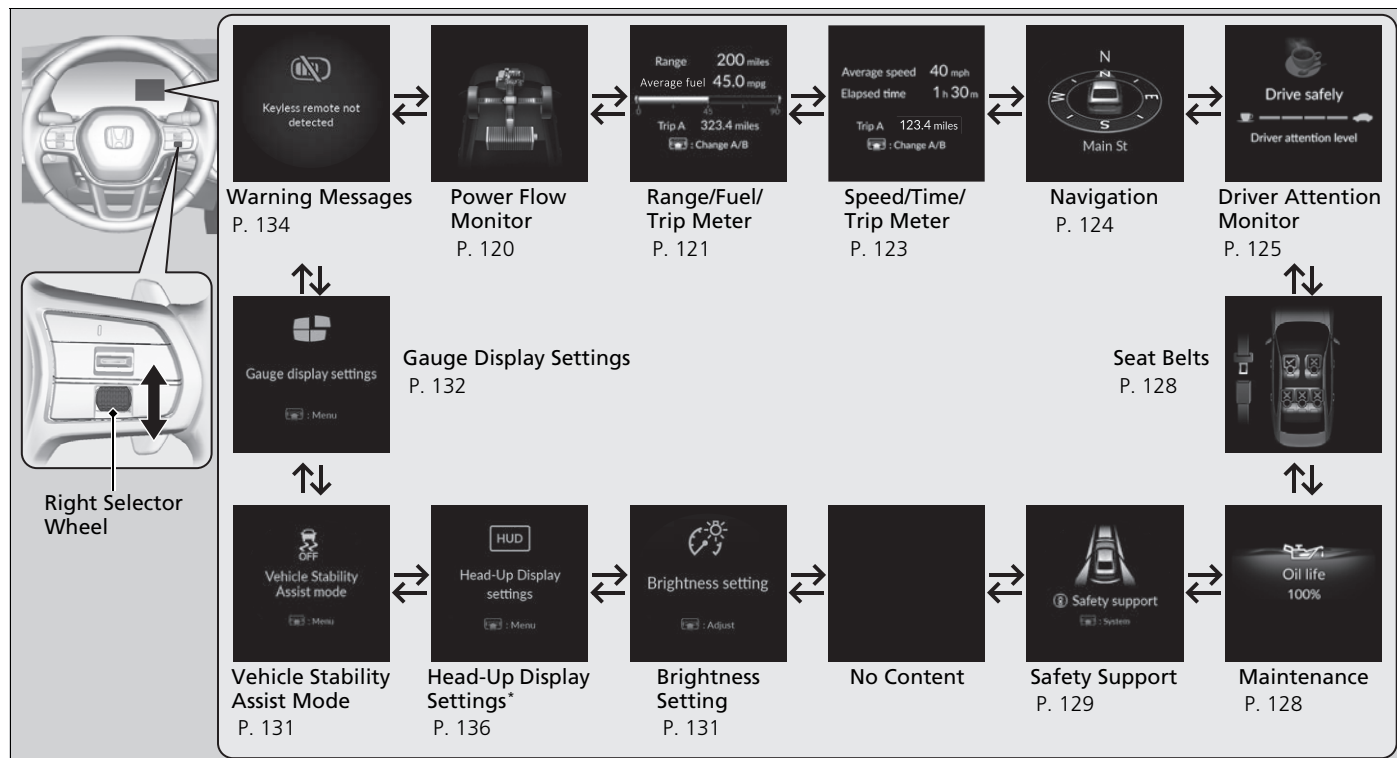 Keyless remote not
detected
Warning Messages
P. 134
Power Flow
Monitor
P. 120
Range 200 miles
Average fuel 45.0 mpg
0 45 90
Trip A 323.4 miles
: Change A/B
Range/Fuel/
Trip Meter
P. 121
Average speed 40 mph
Elapsed time 1 h 30 m
Trip A 123.4 miles
: Change A/B
Speed/Time/
Trip Meter
P. 123
N
N
W E
S
Main St
Navigation
P. 124
Drive safely
Driver attention level
Driver Attention
Monitor
P. 125
Gauge display settings
: Menu
Gauge Display Settings
P. 132
Seat Belts
P. 128
Right Selector
Wheel
OFF
Vehicle Stability
Assist mode
: Menu
Vehicle Stability
Assist Mode
P. 131
HUD
Head-Up Display
settings
: Menu
Head-Up Display
Settings*
P. 136
Brightness setting
: Adjust
Brightness
Setting
P. 131
No Content
Safety support
: System
Safety Support
P. 129
Oil life
100%
Maintenance
P. 128